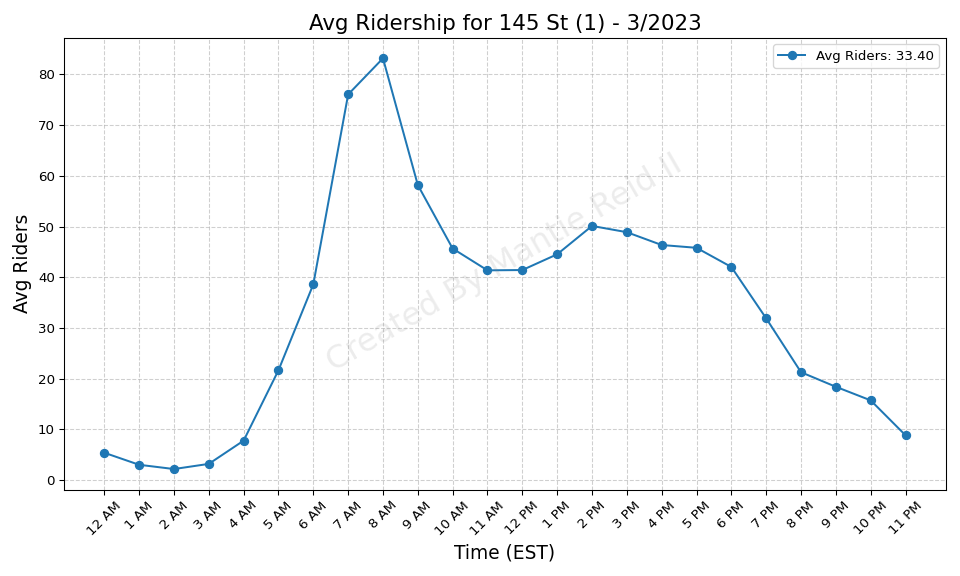 Avg Ridership for 145 St (1) - 3/2023
Avg Riders: 33.40
Avg Riders
80
70
60
50
40
30
20
10
0
Created By Mantie Reid II
12 AM
1 AM
2 AM
3 AM
4 AM
5 AM
6 AM
7 AM
8 AM
9 AM
10 AM
11 AM
12 PM
1 PM
2 PM
3 PM
4 PM
5 PM
6 PM
7 PM
8 PM
9 PM
10 PM
11 PM
Time (EST)